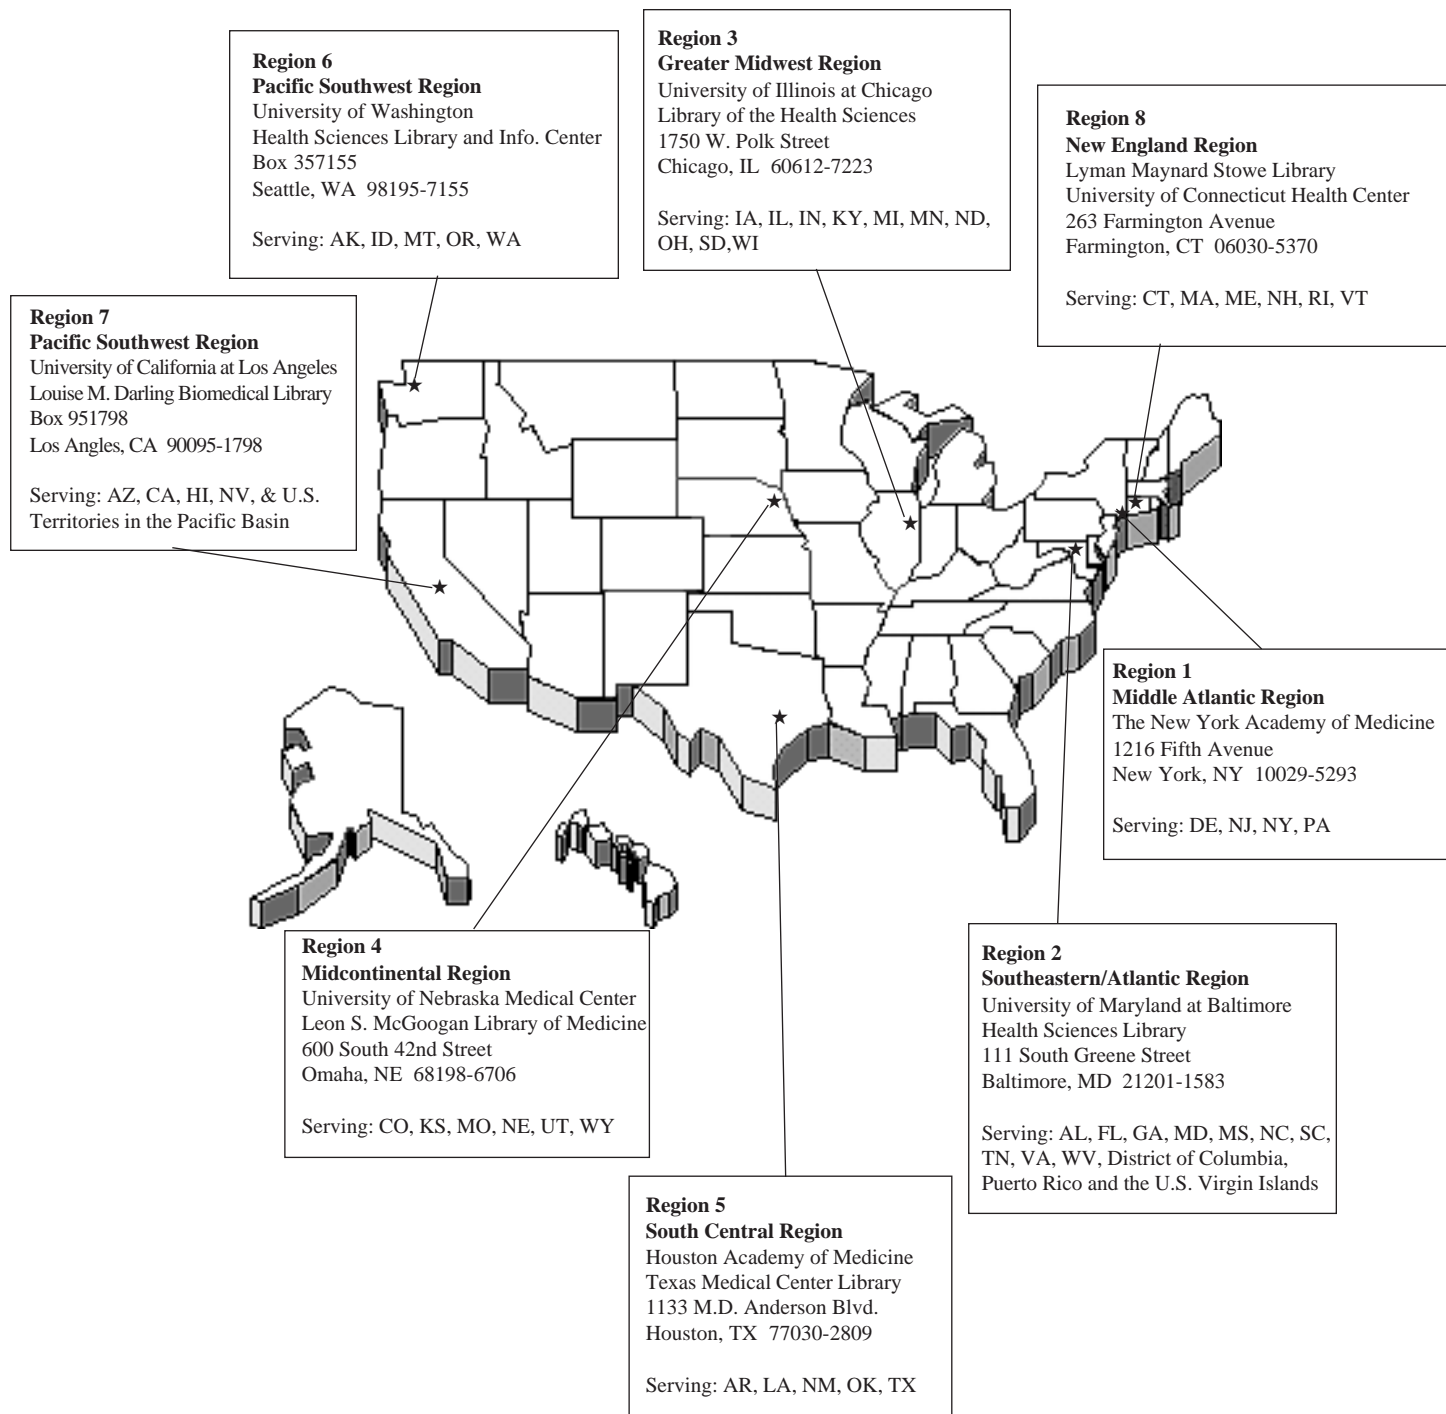 Region 6
Pacific Southwest Region
University of Washington
Health Sciences Library and Info. Center
Box 357155
Seattle, WA 98195-7155
Serving: AK, ID, MT, OR, WA
Region 3
Greater Midwest Region
University of Illinois at Chicago
Library of the Health Sciences
1750 W. Polk Street
Chicago, IL 60612-7223
Serving: IA, IL, IN, KY, MI, MN, ND,
OH, SD,WI
Region 8
New England Region
Lyman Maynard Stowe Library
University of Connecticut Health Center
263 Farmington Avenue
Farmington, CT 06030-5370
Serving: CT, MA, ME, NH, RI, VT
Region 7
Pacific Southwest Region
University of California at Los Angeles
Louise M. Darling Biomedical Library
Box 951798
Los Angles, CA 90095-1798
Serving: AZ, CA, HI, NV, & U.S.
Territories in the Pacific Basin
Region 1
Middle Atlantic Region
The New York Academy of Medicine
1216 Fifth Avenue
New York, NY 10029-5293
Serving: DE, NJ, NY, PA
Region 4
Midcontinental Region
University of Nebraska Medical Center
Leon S. McGoogan Library of Medicine
600 South 42nd Street
Omaha, NE 68198-6706
Serving: CO, KS, MO, NE, UT, WY
Region 2
Southeastern/Atlantic Region
University of Maryland at Baltimore
Health Sciences Library
111 South Greene Street
Baltimore, MD 21201-1583
Serving: AL, FL, GA, MD, MS, NC, SC,
TN, VA, WV, District of Columbia,
Puerto Rico and the U.S. Virgin Islands
Region 5
South Central Region
Houston Academy of Medicine
Texas Medical Center Library
1133 M.D. Anderson Blvd.
Houston, TX 77030-2809
Serving: AR, LA, NM, OK, TX